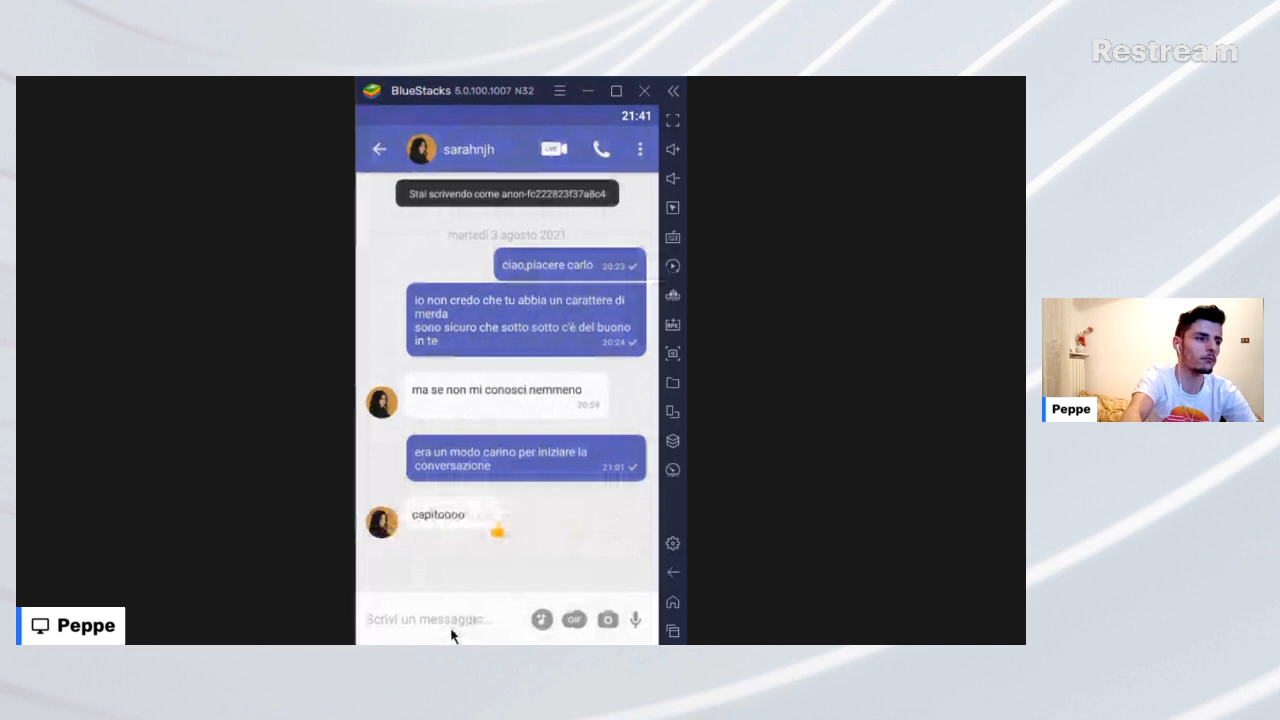 Restream
BlueStacks 5.0.100.1007 N32
21:41
sarahnjh
LIVE
Stai scrivendo come anon-fc222823f37a8c4
martedì 3 agosto 2021
ciao,piacere carlo 20:23
io non credo che tu abbia un carattere di
merda
sono sicuro che sotto sotto c'è del buono
in te 20:24
ma se non mi conosci nemmeno
20:59
era un modo carino per iniziare la
conversazione 21:01
capitoooo
Scrivi un messaggio...
GIF
Peppe
Peppe